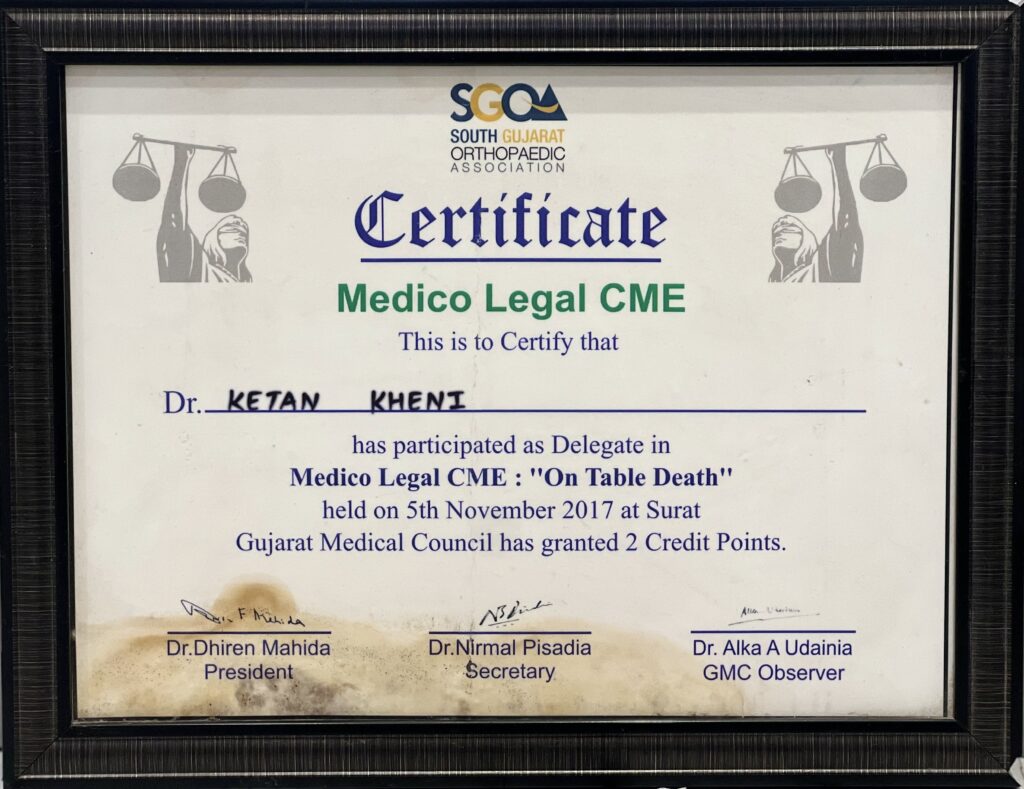 SGOA
SOUTH GUJARAT
ORTHOPAEDIC
ASSOCIATION
Certificate
Medico Legal CME
This is to Certify that
Dr. KETAN KHENI
has participated as Delegate in
Medico Legal CME : "On Table Death"
held on 5th November 2017 at Surat
Gujarat Medical Council has granted 2 Credit Points.
Dr.Dhiren Mahida Dr.Nirmal Pisadia Dr. Alka A Udainia
President Secretary GMC Observer